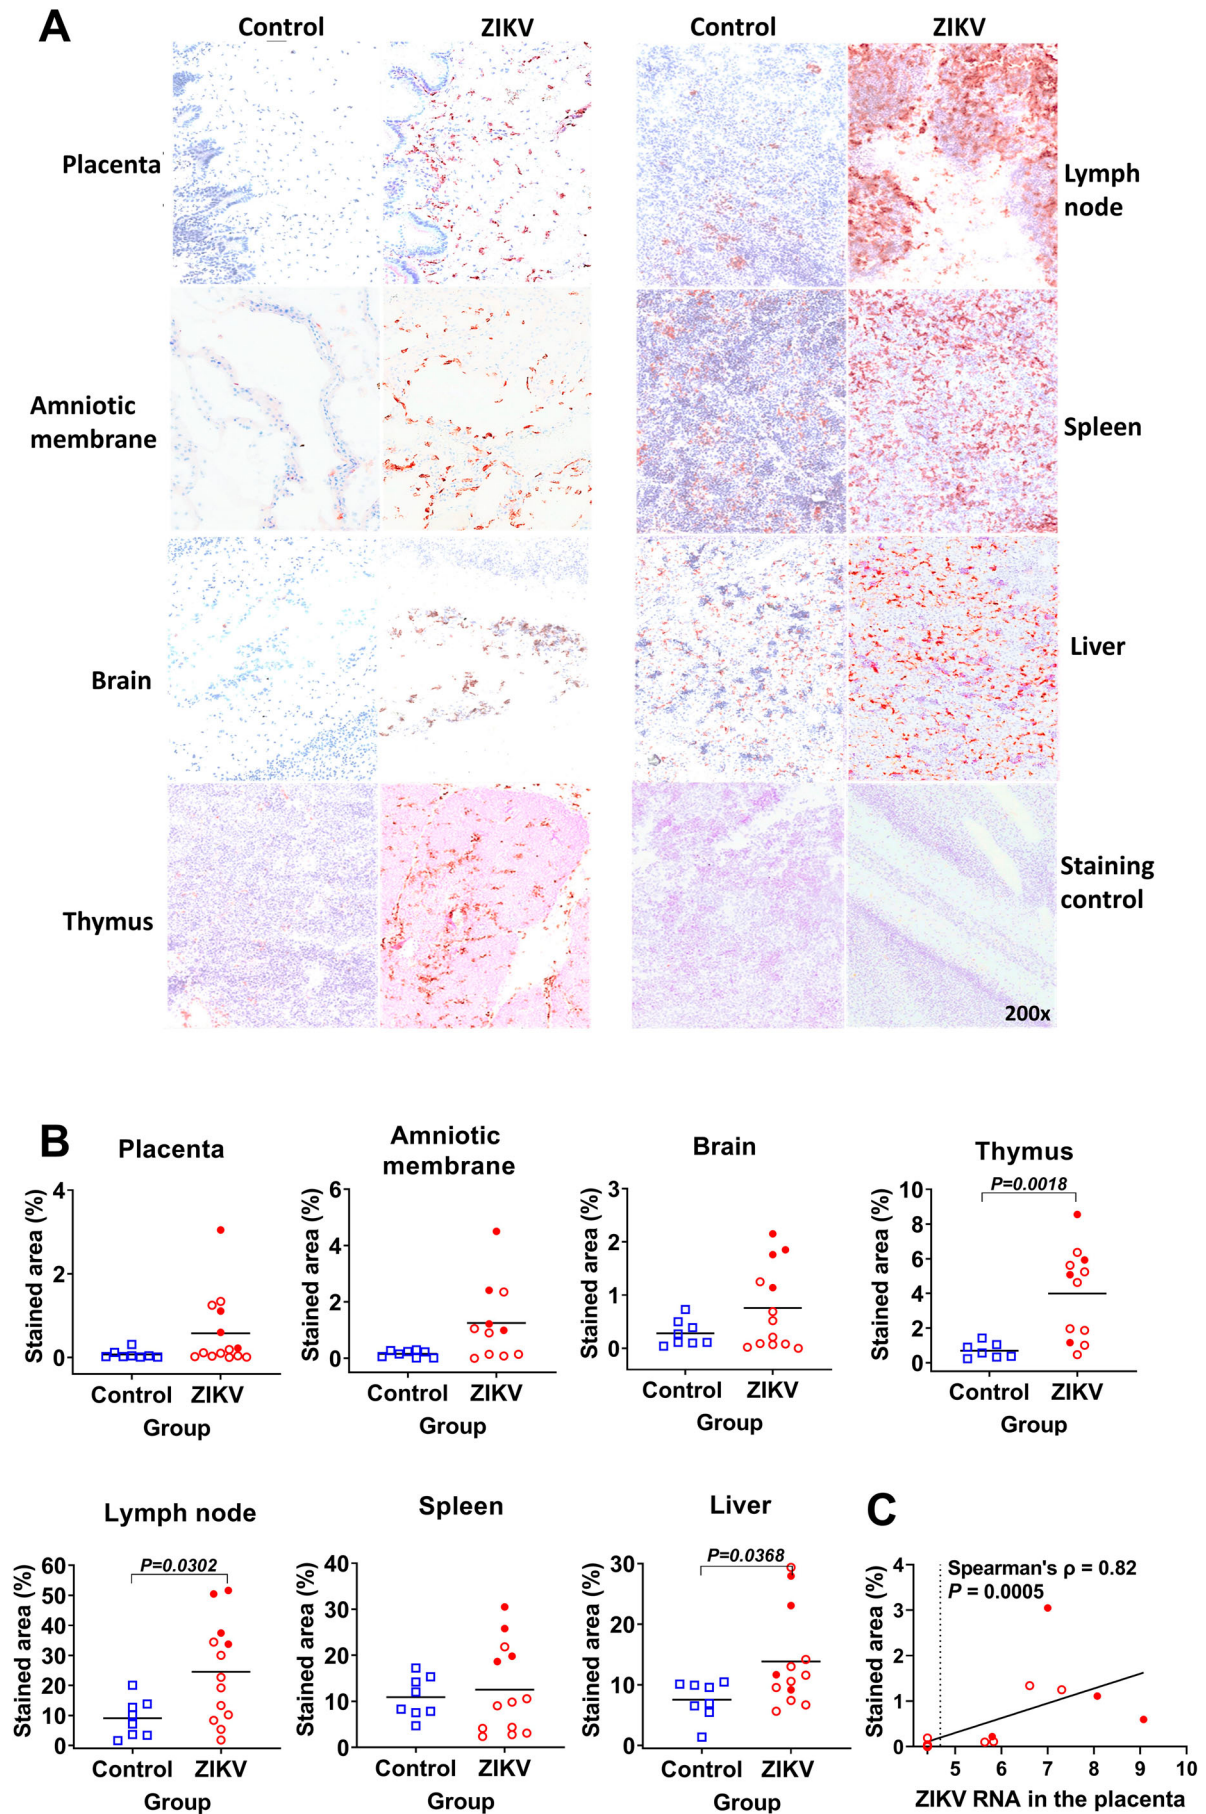 A
Control
ZIKV
Control
ZIKV
Placenta
Lymph
node
Amniotic
membrane
Spleen
Brain
Liver
Thymus
Staining
control
200x
B
Placenta
Stained area (%)
4
2
0
Control
ZIKV
Group
Amniotic
membrane
Stained area (%)
6
4
2
0
Control
ZIKV
Group
Brain
Stained area (%)
3
2
1
0
Control
ZIKV
Group
Thymus
P=0.0018
Stained area (%)
10
8
6
4
2
0
Control
ZIKV
Group
Lymph node
P=0.0302
Stained area (%)
60
50
40
30
20
10
0
Control
ZIKV
Group
Spleen
Stained area (%)
40
30
20
10
0
Control
ZIKV
Group
Liver
P=0.0368
Stained area (%)
30
20
10
0
Control
ZIKV
Group
C
Spearman's ρ = 0.82
P = 0.0005
Stained area (%)
4
3
2
1
0
5 6 7 8 9 10
ZIKV RNA in the placenta